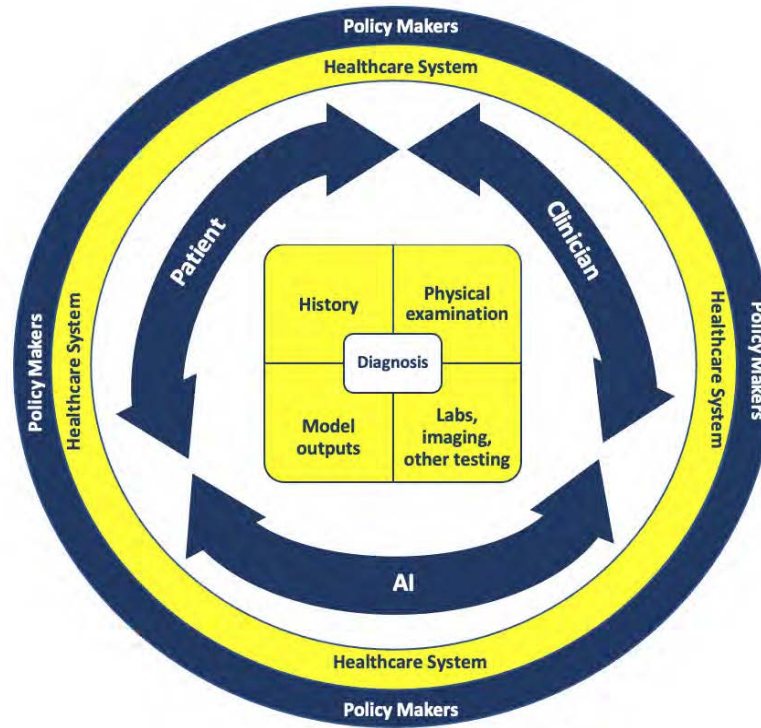 Policy Makers
Healthcare System
Patient
Clinician
History
Physical
examination
Diagnosis
Model
outputs
Labs,
imaging,
other testing
Policy Makers
Healthcare System
Healthcare System
Policy Makers
AI
Healthcare System
Policy Makers